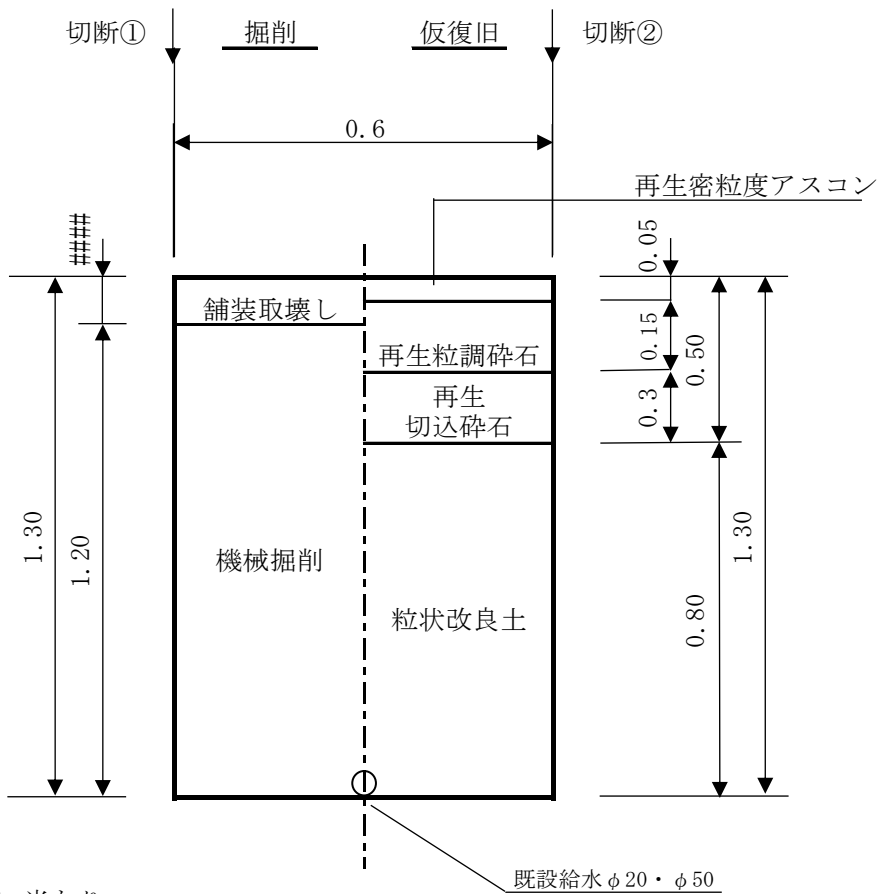 切断① 掘削 仮復旧 切断②
0.6
再生密粒度アスコン
####
0.05
舗装取壊し
0.15
再生粒調砕石
0.50
再生
切込砕石
0.3
1.30
1.20
機械掘削
粒状改良土
0.80
1.30
既設給水φ20・φ50